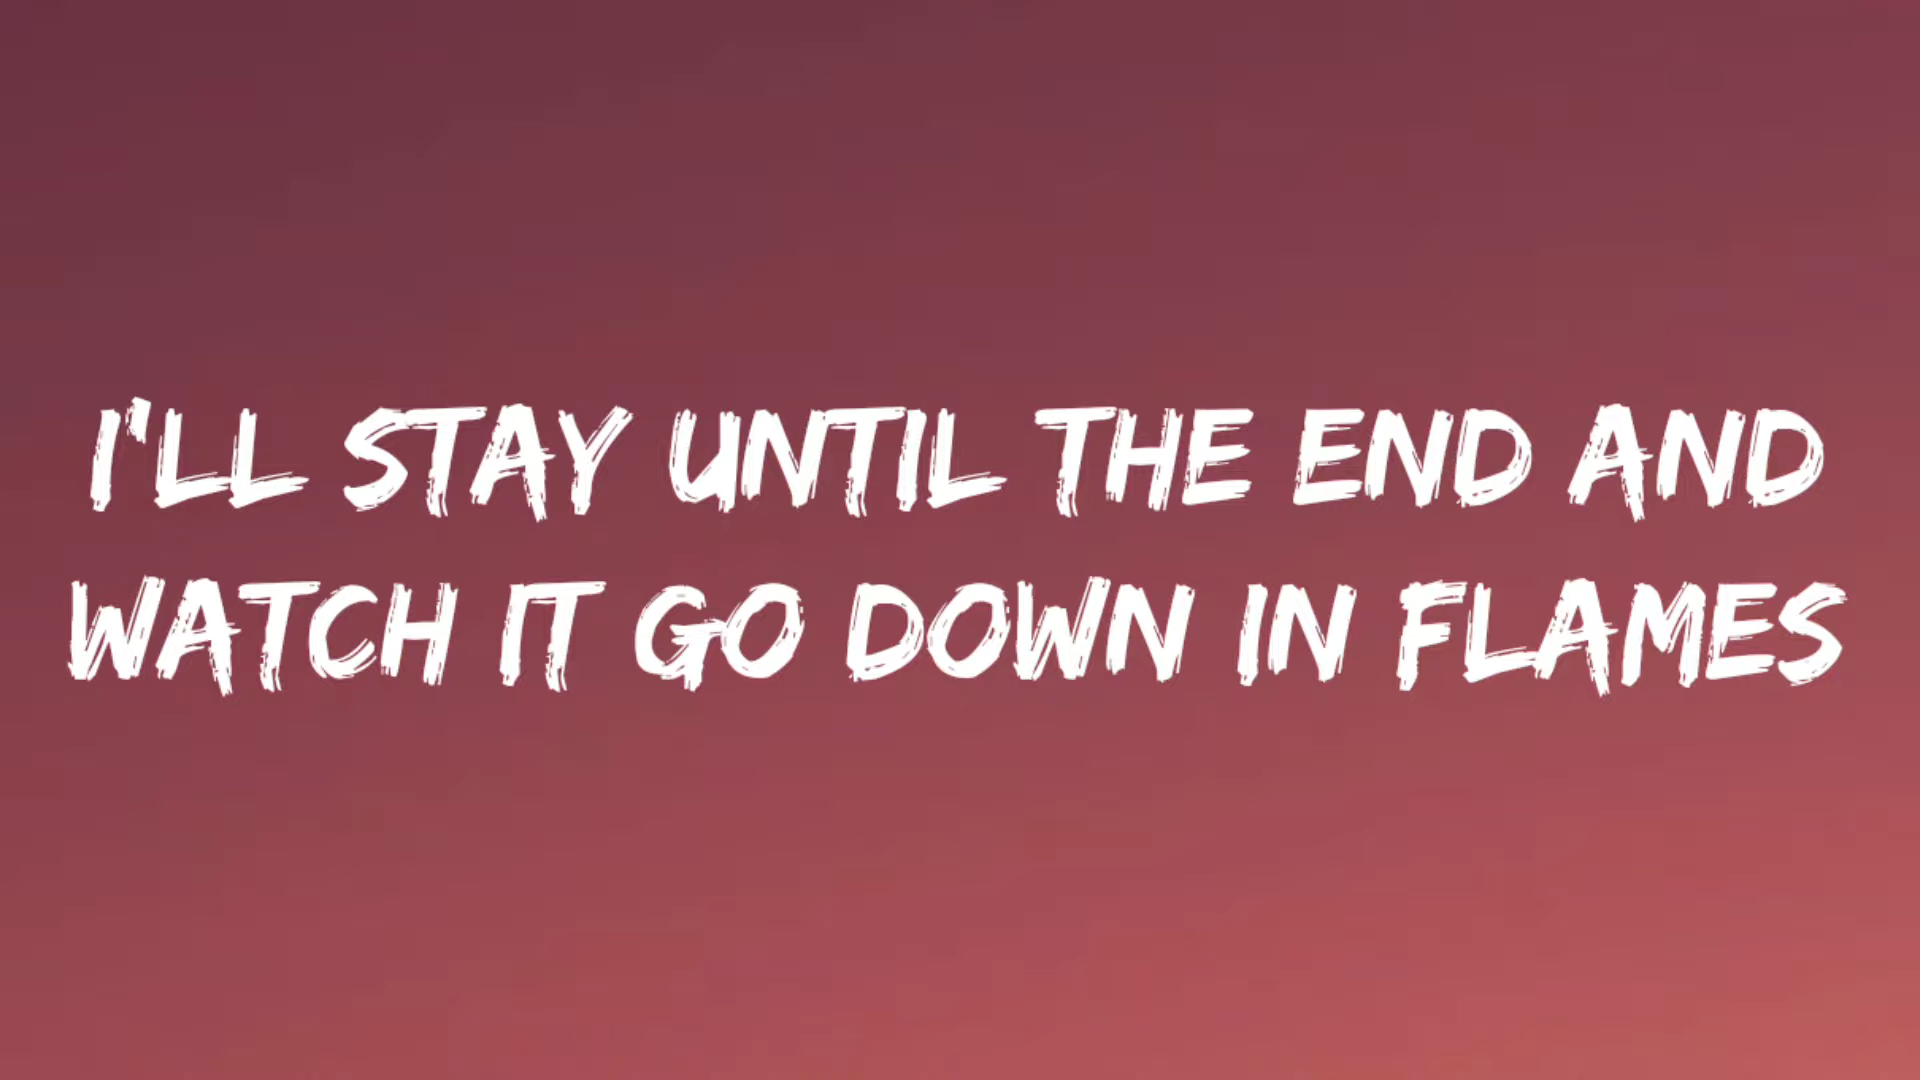 I'LL STAY UNTIL THE END AND
WATCH IT GO DOWN IN FLAMES